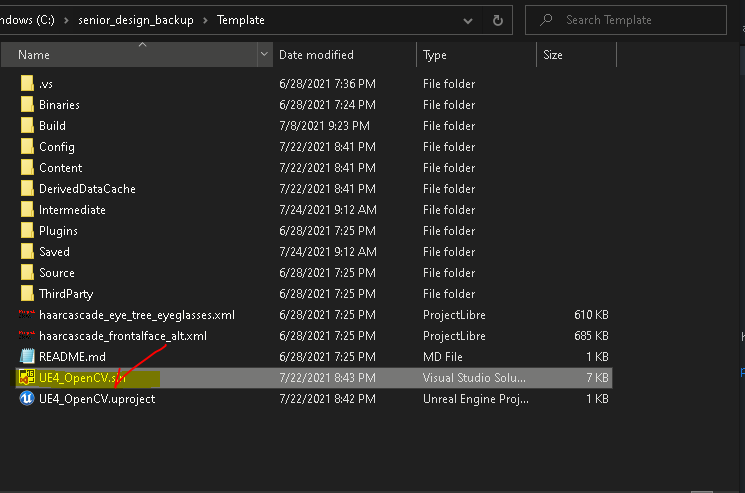 ndows (C:) › senior_design_backup › Template
Search Template
Name Date modified Type Size
.vs 6/28/2021 7:36 PM File folder
Binaries 6/28/2021 7:24 PM File folder
Build 7/8/2021 9:23 PM File folder
Config 7/22/2021 8:41 PM File folder
Content 7/22/2021 8:41 PM File folder
DerivedDataCache 7/22/2021 8:41 PM File folder
Intermediate 7/24/2021 9:12 AM File folder
Plugins 6/28/2021 7:25 PM File folder
Saved 7/24/2021 9:12 AM File folder
Source 6/28/2021 7:25 PM File folder
ThirdParty 6/28/2021 7:25 PM File folder
haarcascade_eye_tree_eyeglasses.xml 6/28/2021 7:25 PM ProjectLibre 610 KB
haarcascade_frontalface_alt.xml 6/28/2021 7:25 PM ProjectLibre 685 KB
README.md 6/28/2021 7:25 PM MD File 1 KB
UE4_OpenCV.sln 7/22/2021 8:43 PM Visual Studio Solu... 7 KB
UE4_OpenCV.uproject 7/22/2021 8:42 PM Unreal Engine Proj... 1 KB